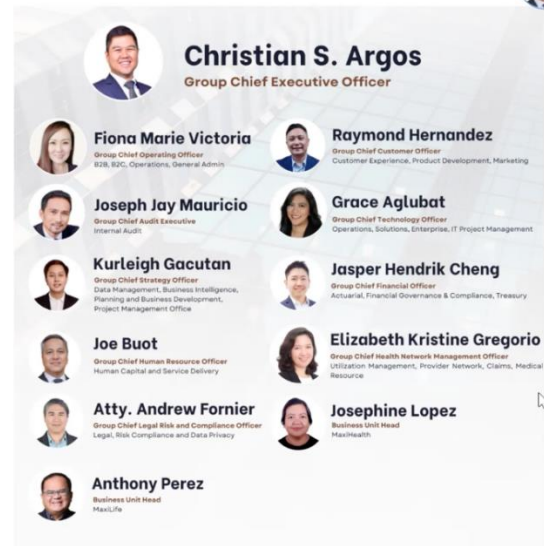 Christian S. Argos
Group Chief Executive Officer
Fiona Marie Victoria
Group Chief Operating Officer
B2B, B2C, Operations, General Admin
Raymond Hernandez
Group Chief Customer Officer
Customer Experience, Product Development, Marketing
Joseph Jay Mauricio
Group Chief Audit Executive
Internal Audit
Grace Aglubat
Group Chief Technology Officer
Operations, Solutions, Enterprise, IT Project Management
Kurleigh Gacutan
Group Chief Strategy Officer
Data Management, Business Intelligence,
Planning and Business Development,
Project Management Office
Jasper Hendrik Cheng
Group Chief Financial Officer
Actuarial, Financial Governance & Compliance, Treasury
Joe Buot
Group Chief Human Resource Officer
Human Capital and Service Delivery
Elizabeth Kristine Gregorio
Group Chief Health Network Management Officer
Utilization Management, Provider Network, Claims, Medical
Resource
Atty. Andrew Fornier
Group Chief Legal Risk and Compliance Officer
Legal, Risk Compliance and Data Privacy
Josephine Lopez
Business Unit Head
MaxiHealth
Anthony Perez
Business Unit Head
MaxiLife